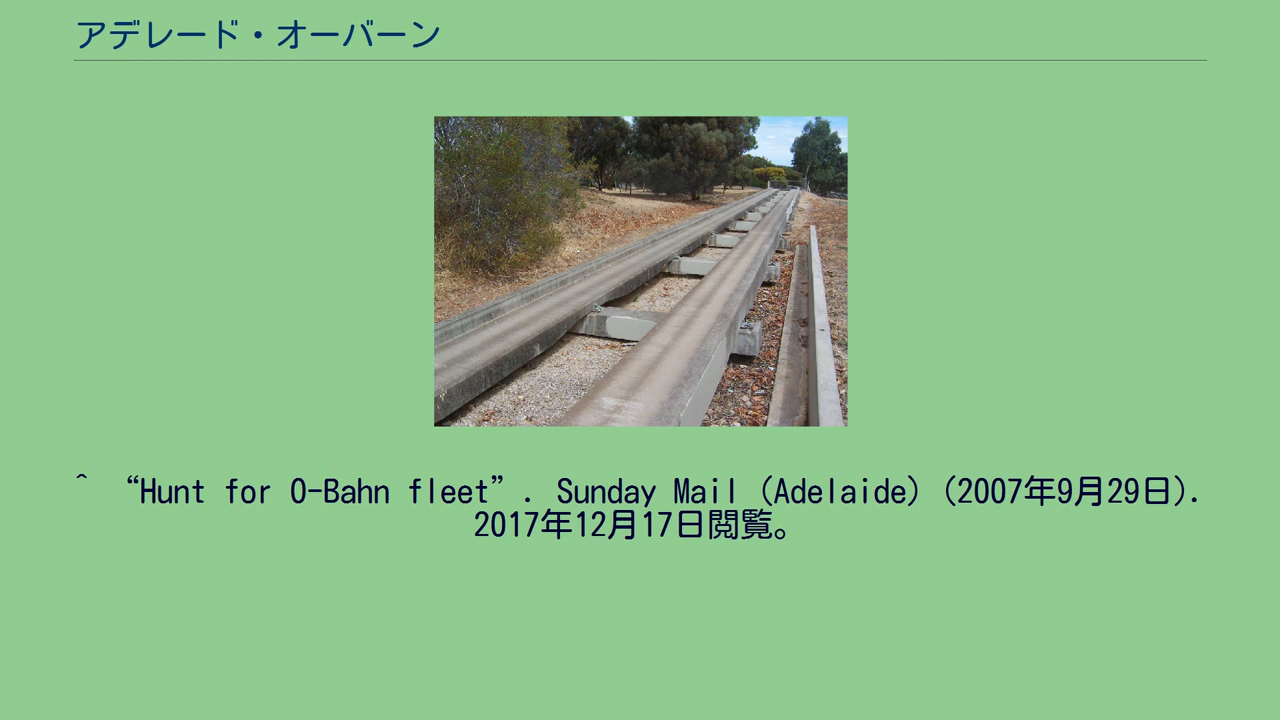 アデレード・オーバーン
^ “Hunt for O-Bahn fleet”. Sunday Mail (Adelaide) (2007年9月29日).
2017年12月17日閲覧。